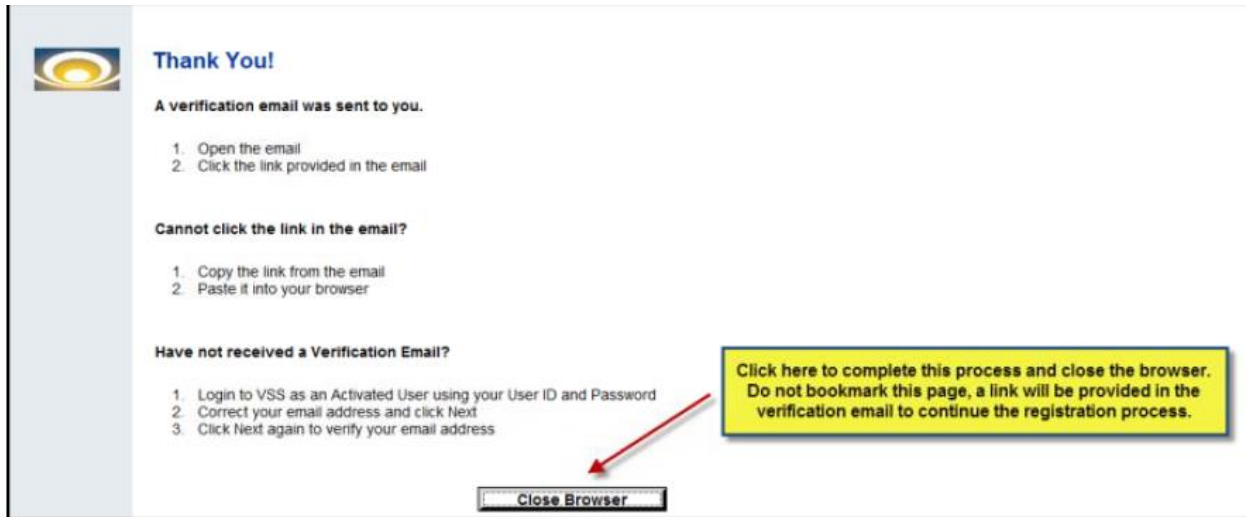 Thank You!
A verification email was sent to you.
1. Open the email
2. Click the link provided in the email
Cannot click the link in the email?
1. Copy the link from the email
2. Paste it into your browser
Have not received a Verification Email?
1. Login to VSS as an Activated User using your User ID and Password
2. Correct your email address and click Next
3. Click Next again to verify your email address
Click here to complete this process and close the browser.
Do not bookmark this page, a link will be provided in the
verification email to continue the registration process.
Close Browser